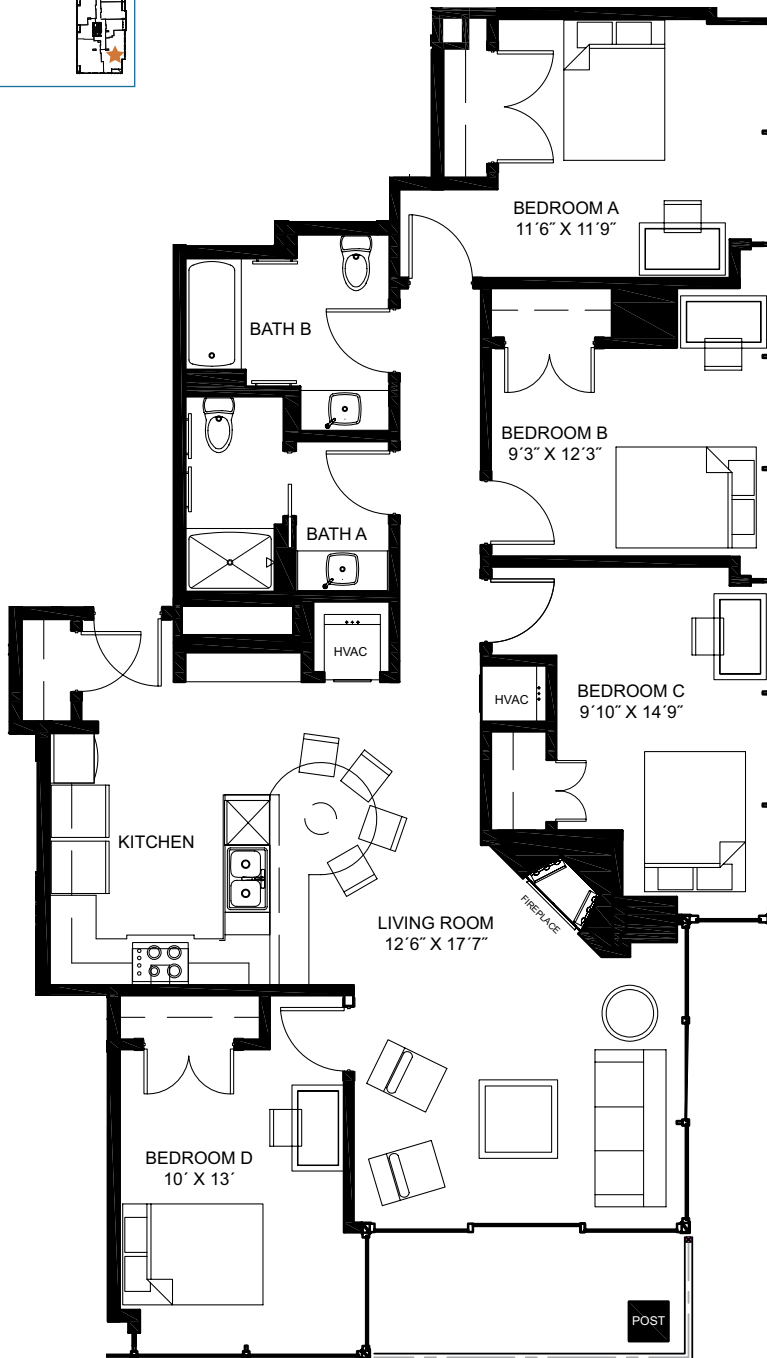 BEDROOM A
11´6˝ X 11´9˝
BATH B
BEDROOM B
9´3˝ X 12´3˝
BATH A
HVAC
HVAC
BEDROOM C
9´10˝ X 14´9˝
KITCHEN
FIREPLACE
LIVING ROOM
12´6˝ X 17´7˝
BEDROOM D
10´ X 13´
POST